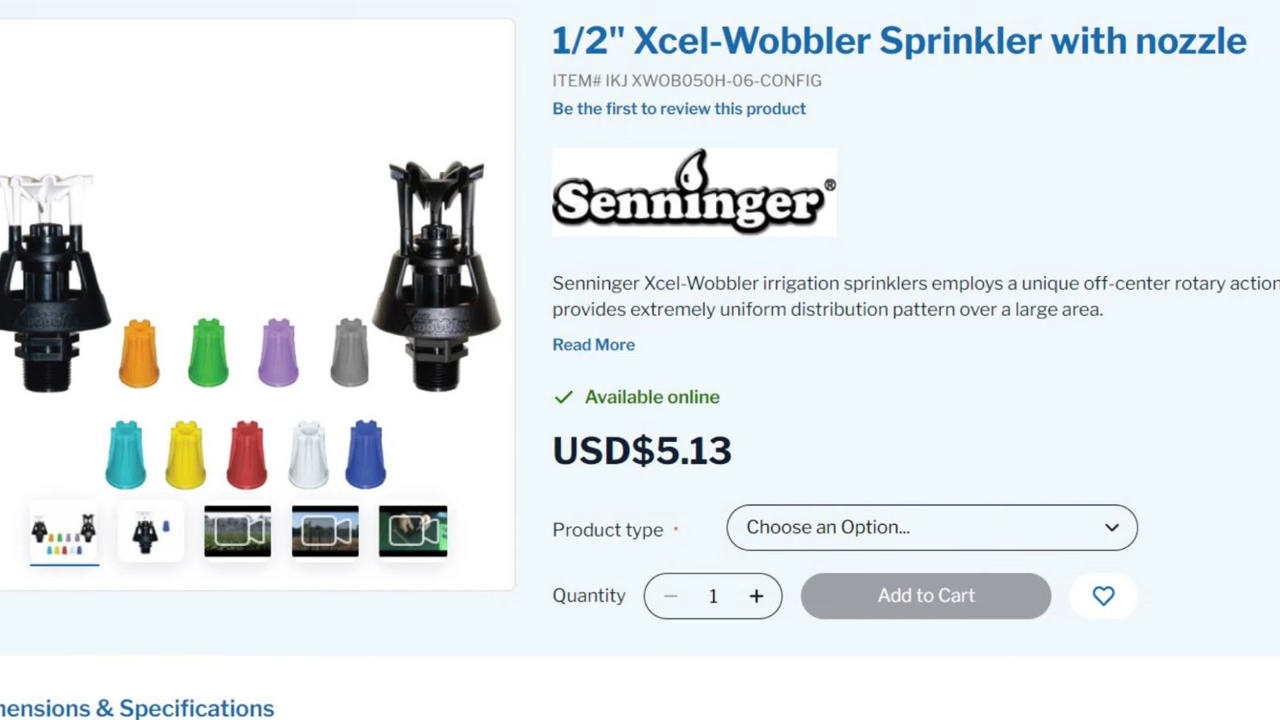 1/2" Xcel-Wobbler Sprinkler with nozzle
ITEM# IKJ XWOB050H-06-CONFIG
Be the first to review this product
Senninger®
Senninger Xcel-Wobbler irrigation sprinklers employs a unique off-center rotary action
provides extremely uniform distribution pattern over a large area.
Read More
Available online
USD$5.13
Product type *
Choose an Option...
Quantity
1
Add to Cart
mensions & Specifications